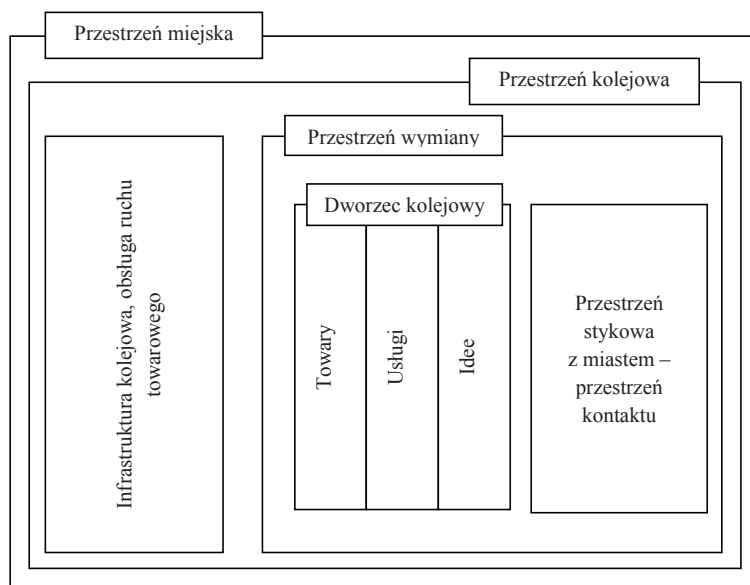 Przestrzeń miejska
Przestrzeń kolejowa
Przestrzeń wymiany
Infrastruktura kolejowa, obsługa ruchu
towarowego
Dworzec kolejowy
Towary
Usługi
Idee
Przestrzeń
stykowa
z miastem –
przestrzeń
kontaktu